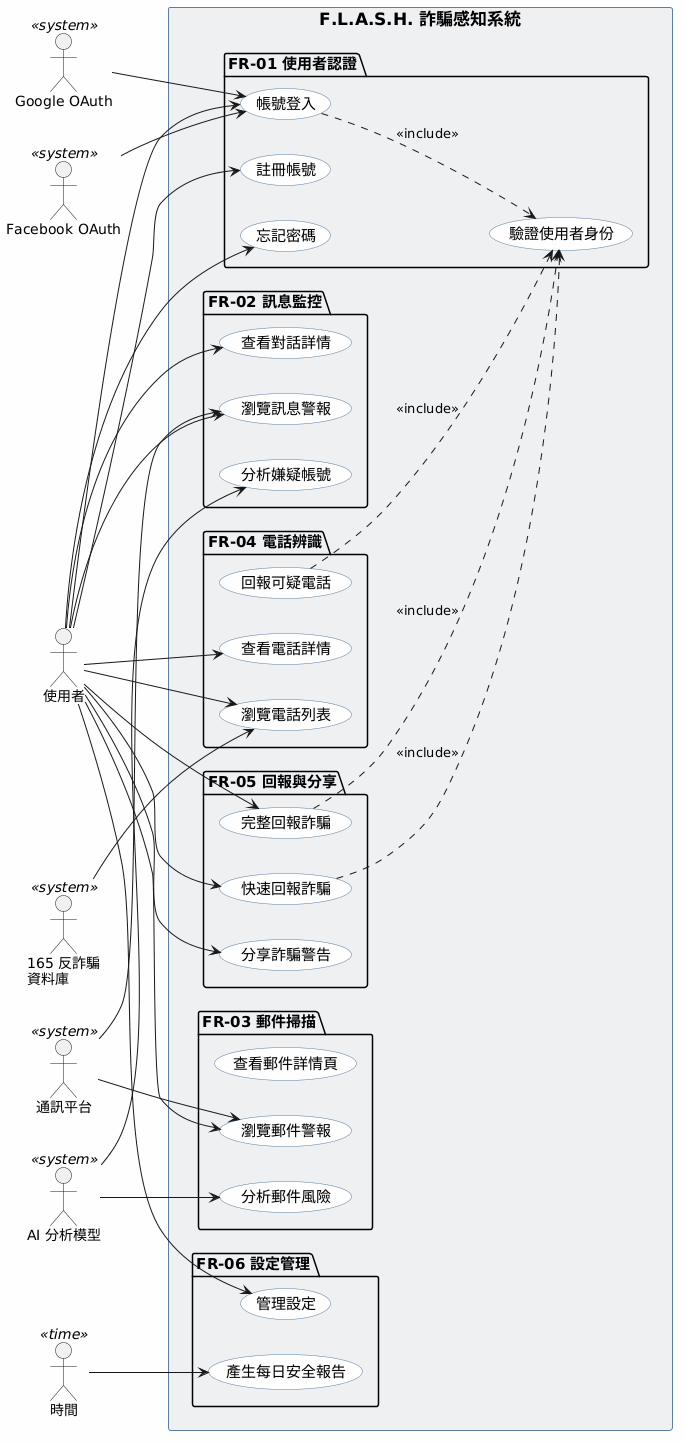 F.L.A.S.H. 詐騙感知系統
«system»
Google OAuth
«system»
Facebook OAuth
FR-01 使用者認證
帳號登入
«include»
註冊帳號
忘記密碼
驗證使用者身份
FR-02 訊息監控
查看對話詳情
瀏覽訊息警報
«include»
分析嫌疑帳號
FR-04 電話辨識
回報可疑電話
«include»
查看電話詳情
使用者
瀏覽電話列表
«include»
FR-05 回報與分享
完整回報詐騙
快速回報詐騙
分享詐騙警告
«system»
165 反詐騙
資料庫
FR-03 郵件掃描
查看郵件詳情頁
«system»
通訊平台
瀏覽郵件警報
«system»
AI 分析模型
分析郵件風險
FR-06 設定管理
管理設定
«time»
時間
產生每日安全報告